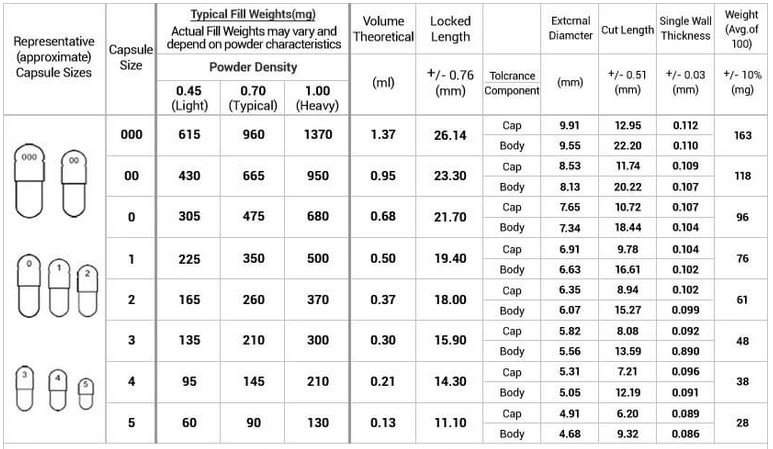 Representative
(approximate)
Capsule Sizes
Capsule
Size
Typical Fill Weights(mg)
Actual Fill Weights may vary and
depend on powder characteristics
Powder Density
0.45
(Light)
0.70
(Typical)
1.00
(Heavy)
Volume
Theoretical
(ml)
Locked
Length
+/- 0.76
(mm)
Tolcrance
Component
Extcrnal
Diamcter
(mm)
Cut Length
+/- 0.51
(mm)
Single Wall
Thickness
+/- 0.03
(mm)
Weight
(Avg.of
100)
+/- 10%
(mg)
000 00
0 1 2
3 4 5
000 615 960 1370 1.37 26.14 163
Cap 9.91 12.95 0.112
Body 9.55 22.20 0.110
00 430 665 950 0.95 23.30 118
Cap 8.53 11.74 0.109
Body 8.13 20.22 0.107
0 305 475 680 0.68 21.70 96
Cap 7.65 10.72 0.107
Body 7.34 18.44 0.104
1 225 350 500 0.50 19.40 76
Cap 6.91 9.78 0.104
Body 6.63 16.61 0.102
2 165 260 370 0.37 18.00 61
Cap 6.35 8.94 0.102
Body 6.07 15.27 0.099
3 135 210 300 0.30 15.90 48
Cap 5.82 8.08 0.092
Body 5.56 13.59 0.890
4 95 145 210 0.21 14.30 38
Cap 5.31 7.21 0.096
Body 5.05 12.19 0.091
5 60 90 130 0.13 11.10 28
Cap 4.91 6.20 0.089
Body 4.68 9.32 0.086